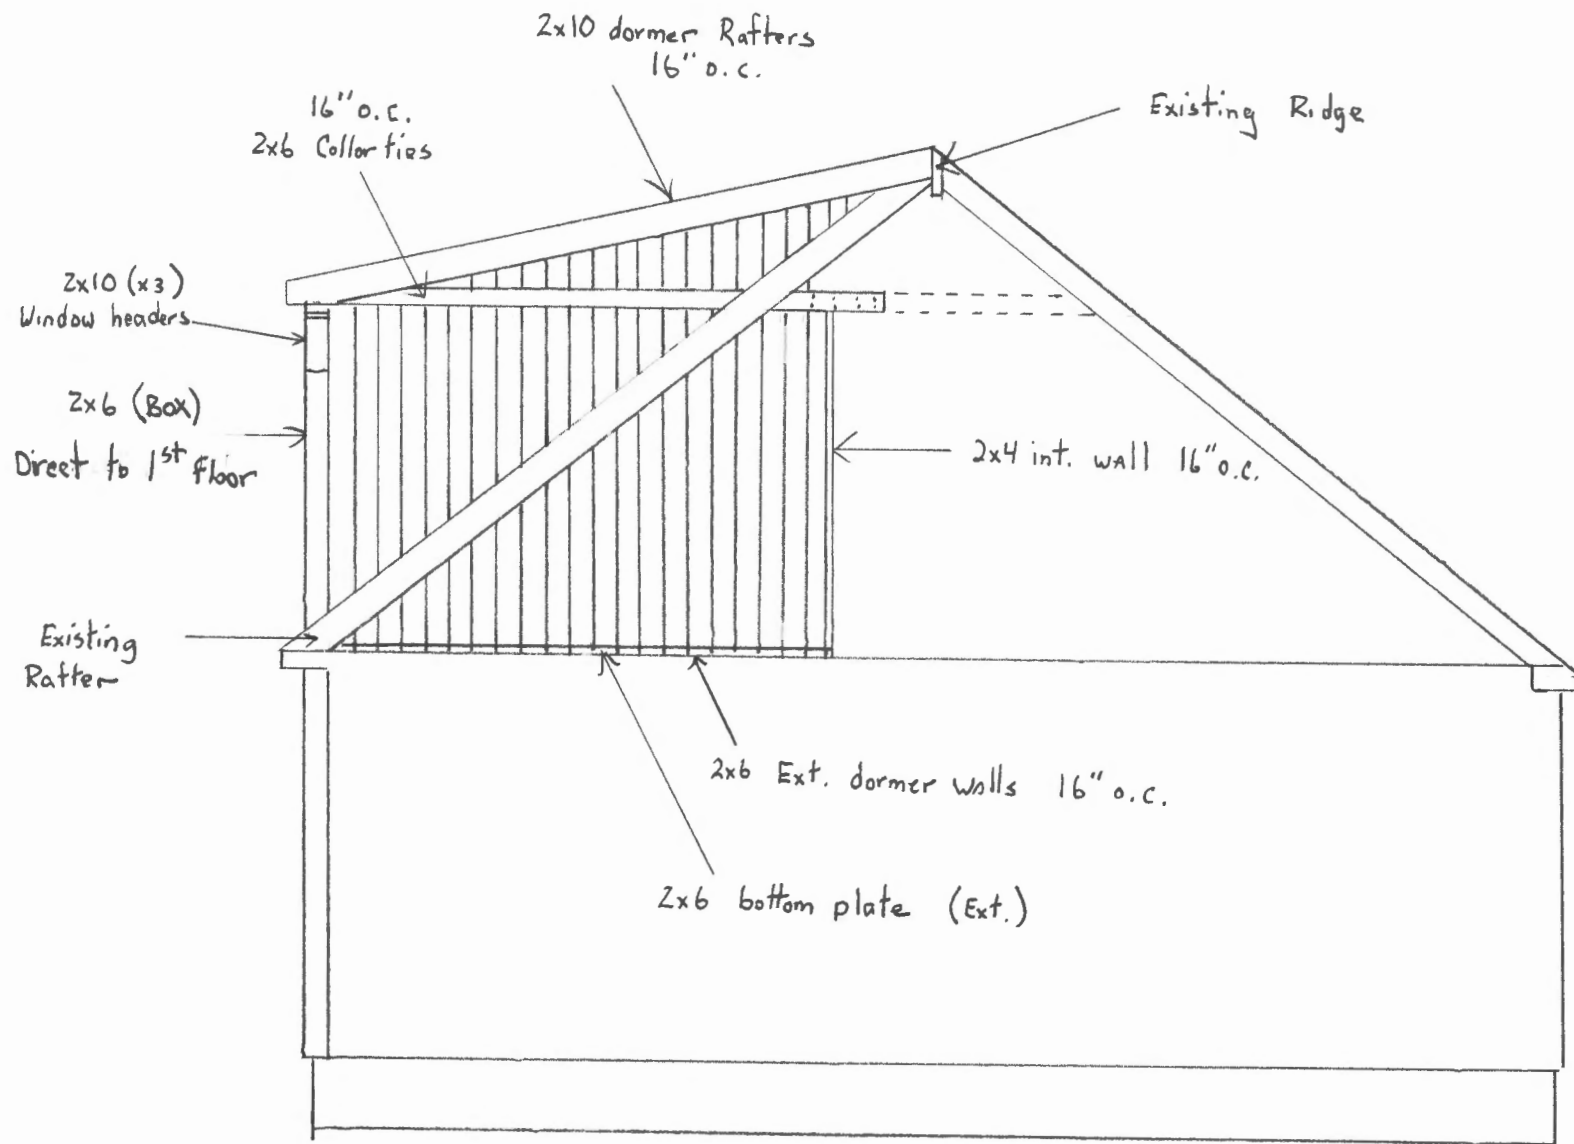 2x10 dormer Rafters
16" o.c.
16" o.c.
2x6 Collar ties
Existing Ridge
2x10 (x3)
Window headers
2x6 (Box)
Direct to 1st floor
2x4 int. wall 16" o.c.
Existing
Rafter
2x6 Ext. dormer walls 16" o.c.
2x6 bottom plate (Ext.)